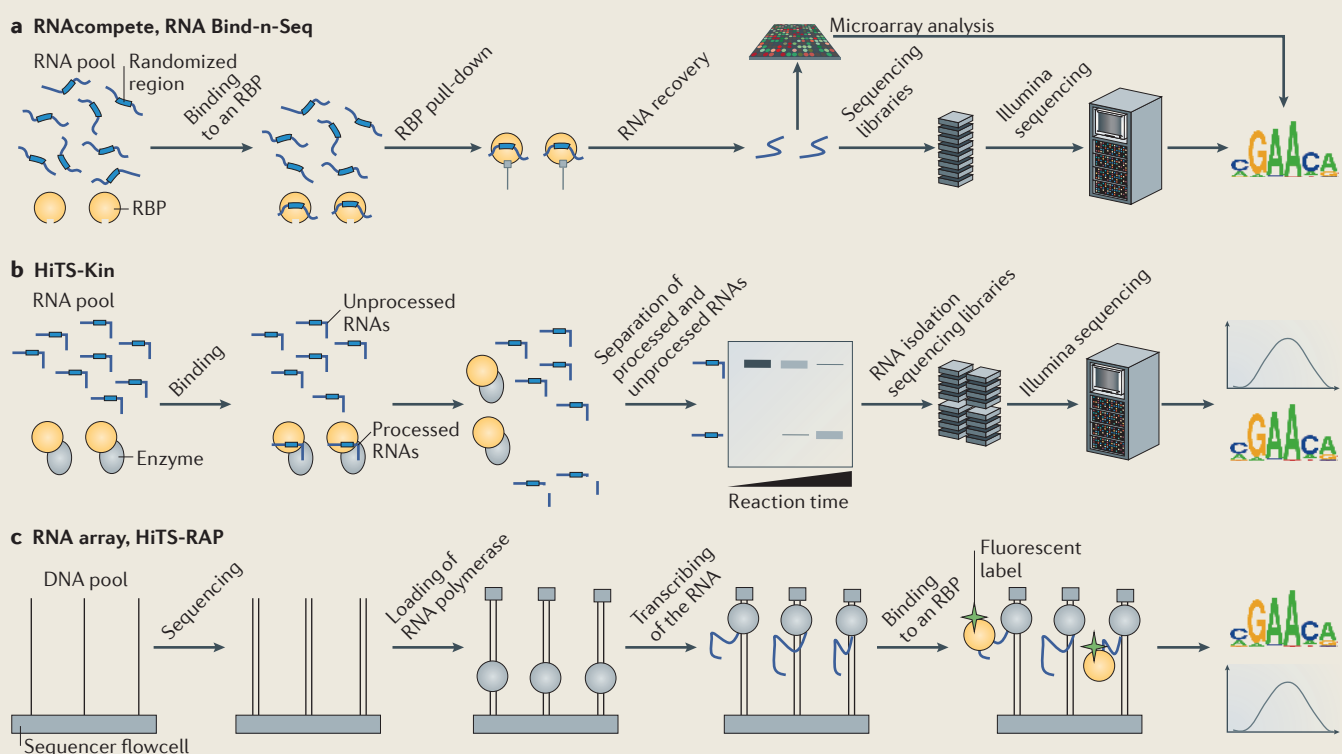 a RNAcompete, RNA Bind-n-Seq
RNA pool
Randomized
region
Binding
to an RBP
RBP pull-down
RNA recovery
Microarray analysis
Sequencing
libraries
Illumina
sequencing
RBP
CGAACA
b HiTS-Kin
RNA pool
Binding
Unprocessed
RNAs
Processed
RNAs
Enzyme
Separation of
processed and
unprocessed RNAs
Reaction time
RNA isolation
sequencing libraries
Illumina sequencing
CGAACA
c RNA array, HiTS-RAP
DNA pool
Sequencing
Loading of
RNA polymerase
Transcribing
of the RNA
Binding
to an RBP
Fluorescent
label
CGAACA
Sequencer flowcell